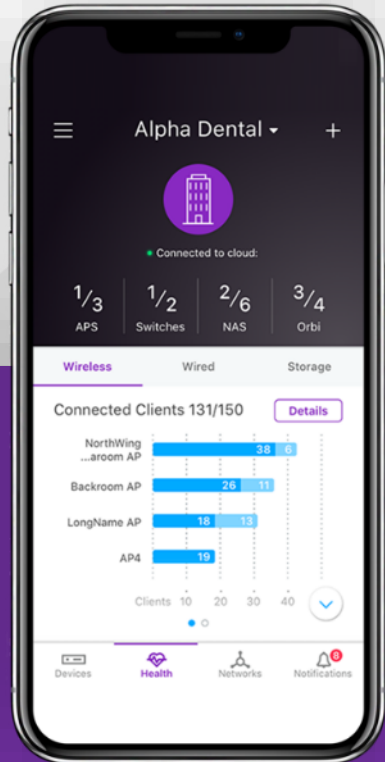 Alpha Dental
Connected to cloud:
1/3 1/2 2/6 3/4
APS Switches NAS Orbi
Wireless Wired Storage
Connected Clients 131/150 Details
NorthWing
...aroom AP 38 6
Backroom AP 26 11
LongName AP 18 13
AP4 19
Clients 10 20 30 40
8
Devices Health Networks Notifications